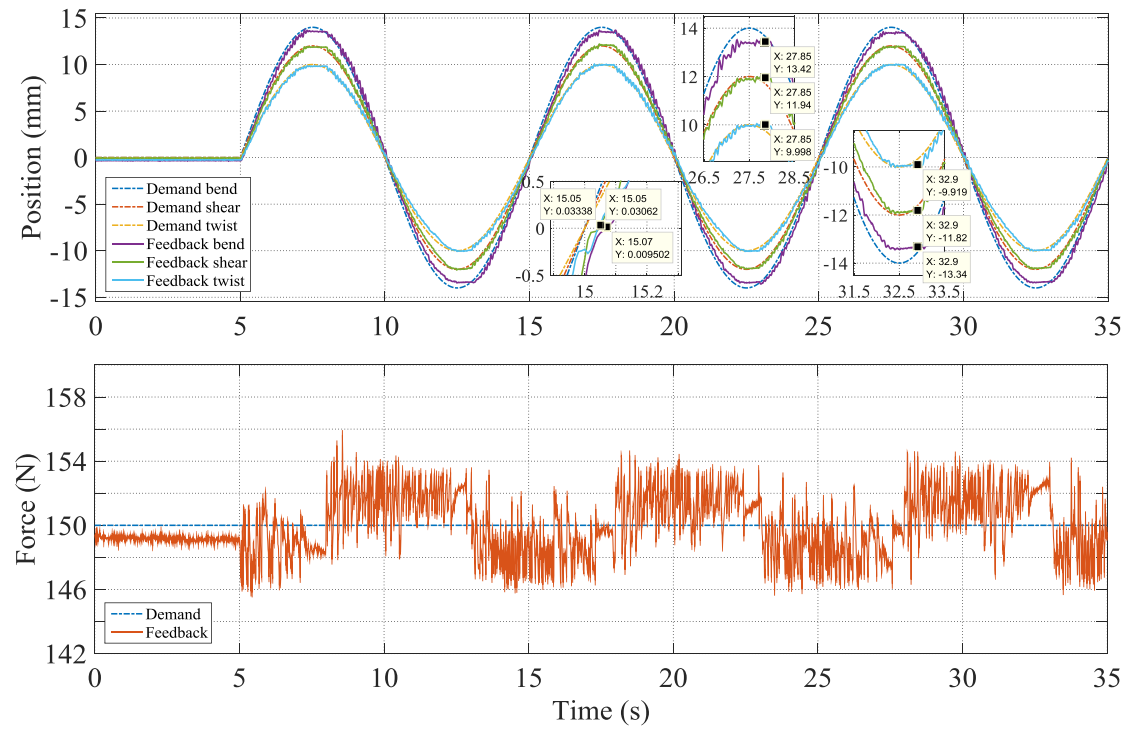 15
10
5
0
-5
-10
-15
Position (mm)
Demand bend
Demand shear
Demand twist
Feedback bend
Feedback shear
Feedback twist
0
5
10
15
20
25
30
35
0.5
0
-0.5
15
15.2
X: 15.05
Y: 0.03338
X: 15.05
Y: 0.03062
X: 15.07
Y: 0.009502
14
12
10
26.5
27.5
28.5
X: 27.85
Y: 13.42
X: 27.85
Y: 11.94
X: 27.85
Y: 9.998
-10
-12
-14
31.5
32.5
33.5
X: 32.9
Y: -9.919
X: 32.9
Y: -11.82
X: 32.9
Y: -13.34
158
154
150
146
142
Force (N)
Demand
Feedback
0
5
10
15
20
25
30
35
Time (s)